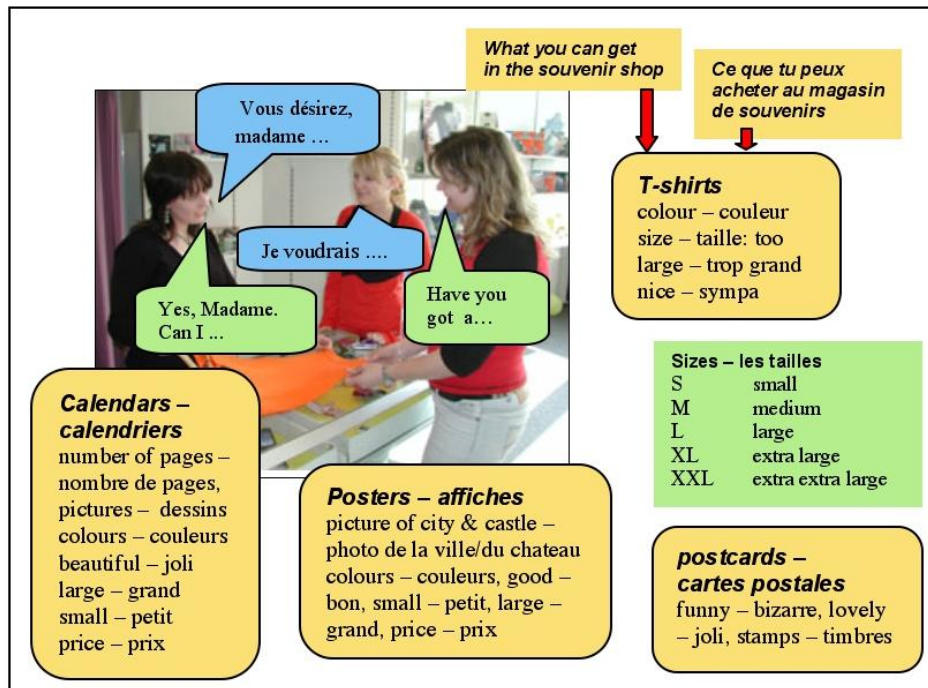 What you can get
in the souvenir shop
Ce que tu peux
acheter au magasin
de souvenirs
Vous désirez,
madame …
Je voudrais ....
Yes, Madame.
Can I ...
Have you
got a…
T-shirts
colour – couleur
size – taille: too
large – trop grand
nice – sympa
Sizes – les tailles
S small
M medium
L large
XL extra large
XXL extra extra large
Calendars –
calendriers
number of pages –
nombre de pages,
pictures – dessins
colours – couleurs
beautiful – joli
large – grand
small – petit
price – prix
Posters – affiches
picture of city & castle –
photo de la ville/du chateau
colours – couleurs, good –
bon, small – petit, large –
grand, price – prix
postcards –
cartes postales
funny – bizarre, lovely
– joli, stamps – timbres